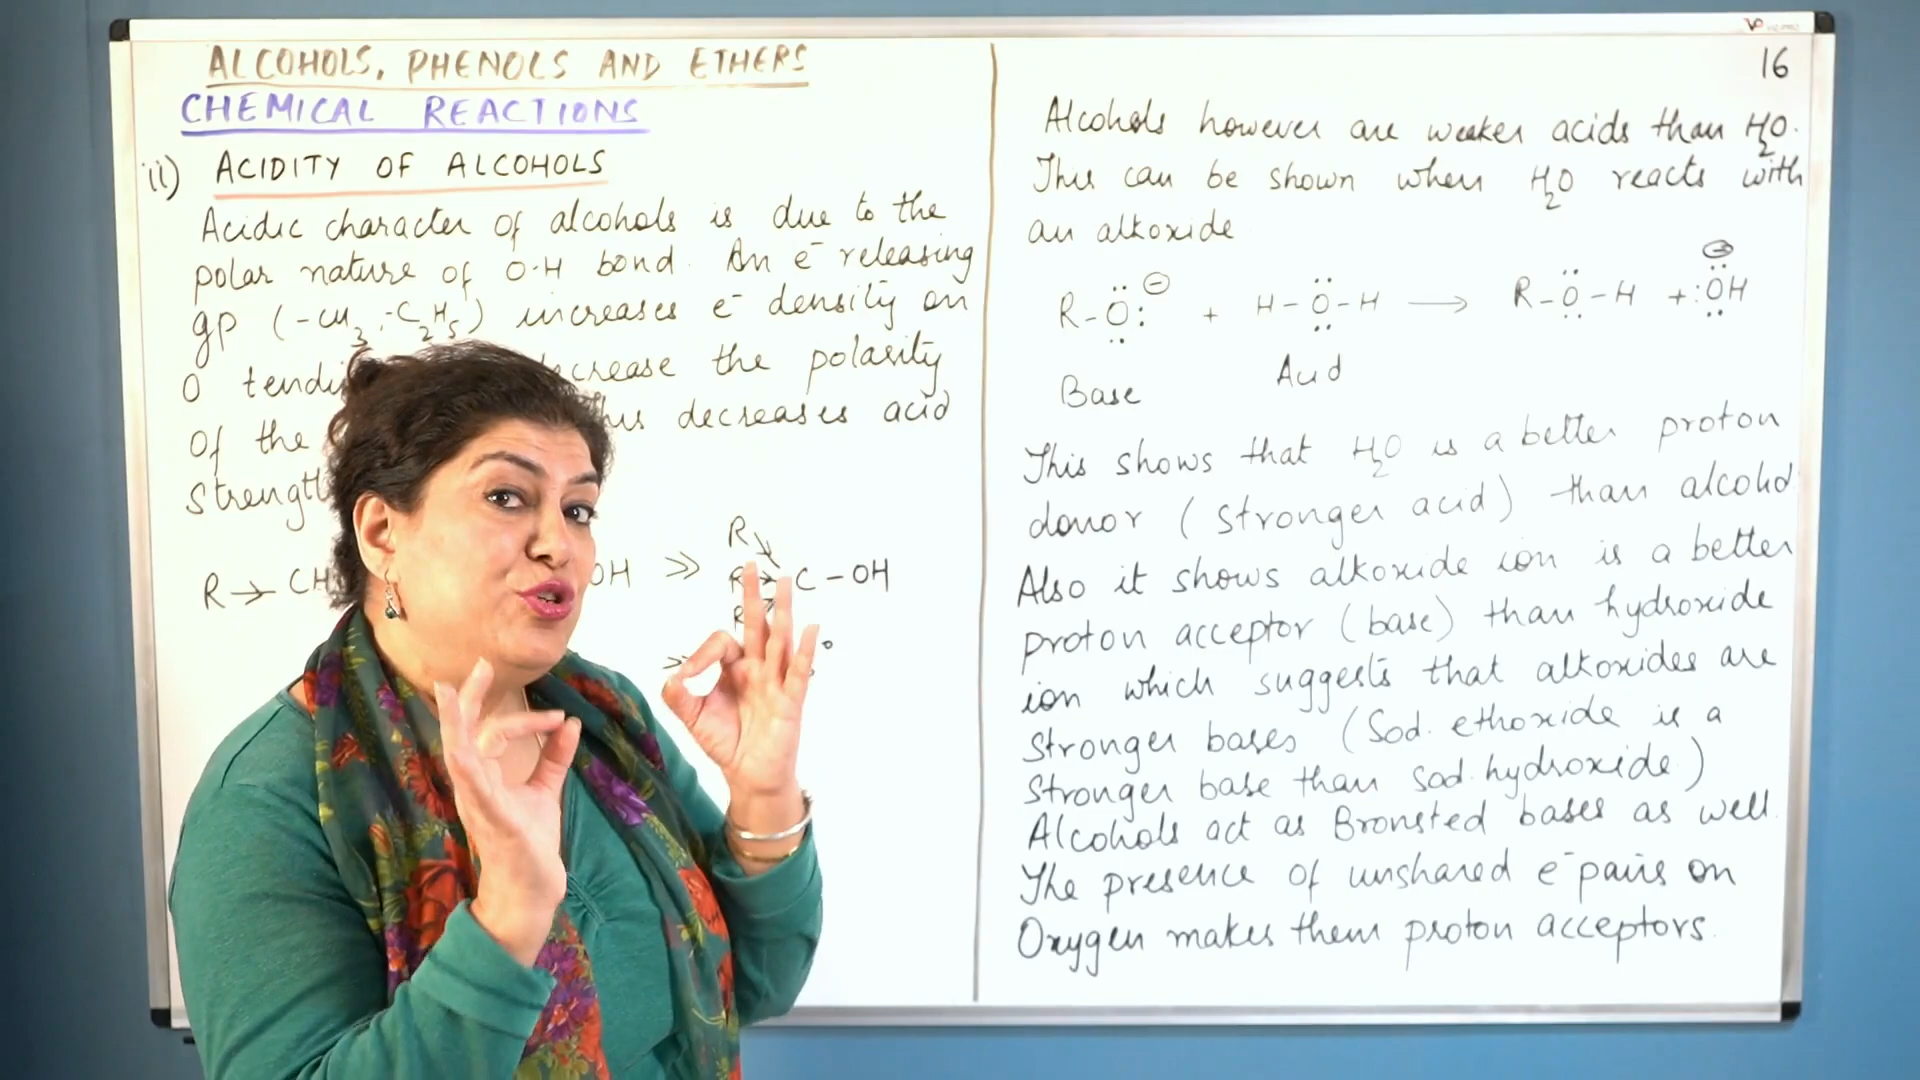 ALCOHOLS, PHENOLS AND ETHERS
CHEMICAL REACTIONS
ii) ACIDITY OF ALCOHOLS
Acidic character of alcohols is due to the
polar nature of O-H bond. An e⁻ releasing
gp (-CH₃, -C₂H₅) increases e⁻ density on
O tendi crease the polarity
of the hus decreases acid
Strengt
R → CH OH >> R R R C - OH
>> °
16
Alcohols however are weaker acids than H₂O.
This can be shown when H₂O reacts with
an alkoxide
R-Ö:⊖ + H-Ö-H → R-Ö-H + :ÖH⊖
Base Acid
This shows that H₂O is a better proton
donor (stronger acid) than alcohol.
Also it shows alkoxide ion is a better
proton acceptor (base) than hydroxide
ion which suggests that alkoxides are
stronger bases (Sod. ethoxide is a
stronger base than sod. hydroxide)
Alcohols act as Bronsted bases as well.
The presence of unshared e⁻ pairs on
Oxygen makes them proton acceptors.